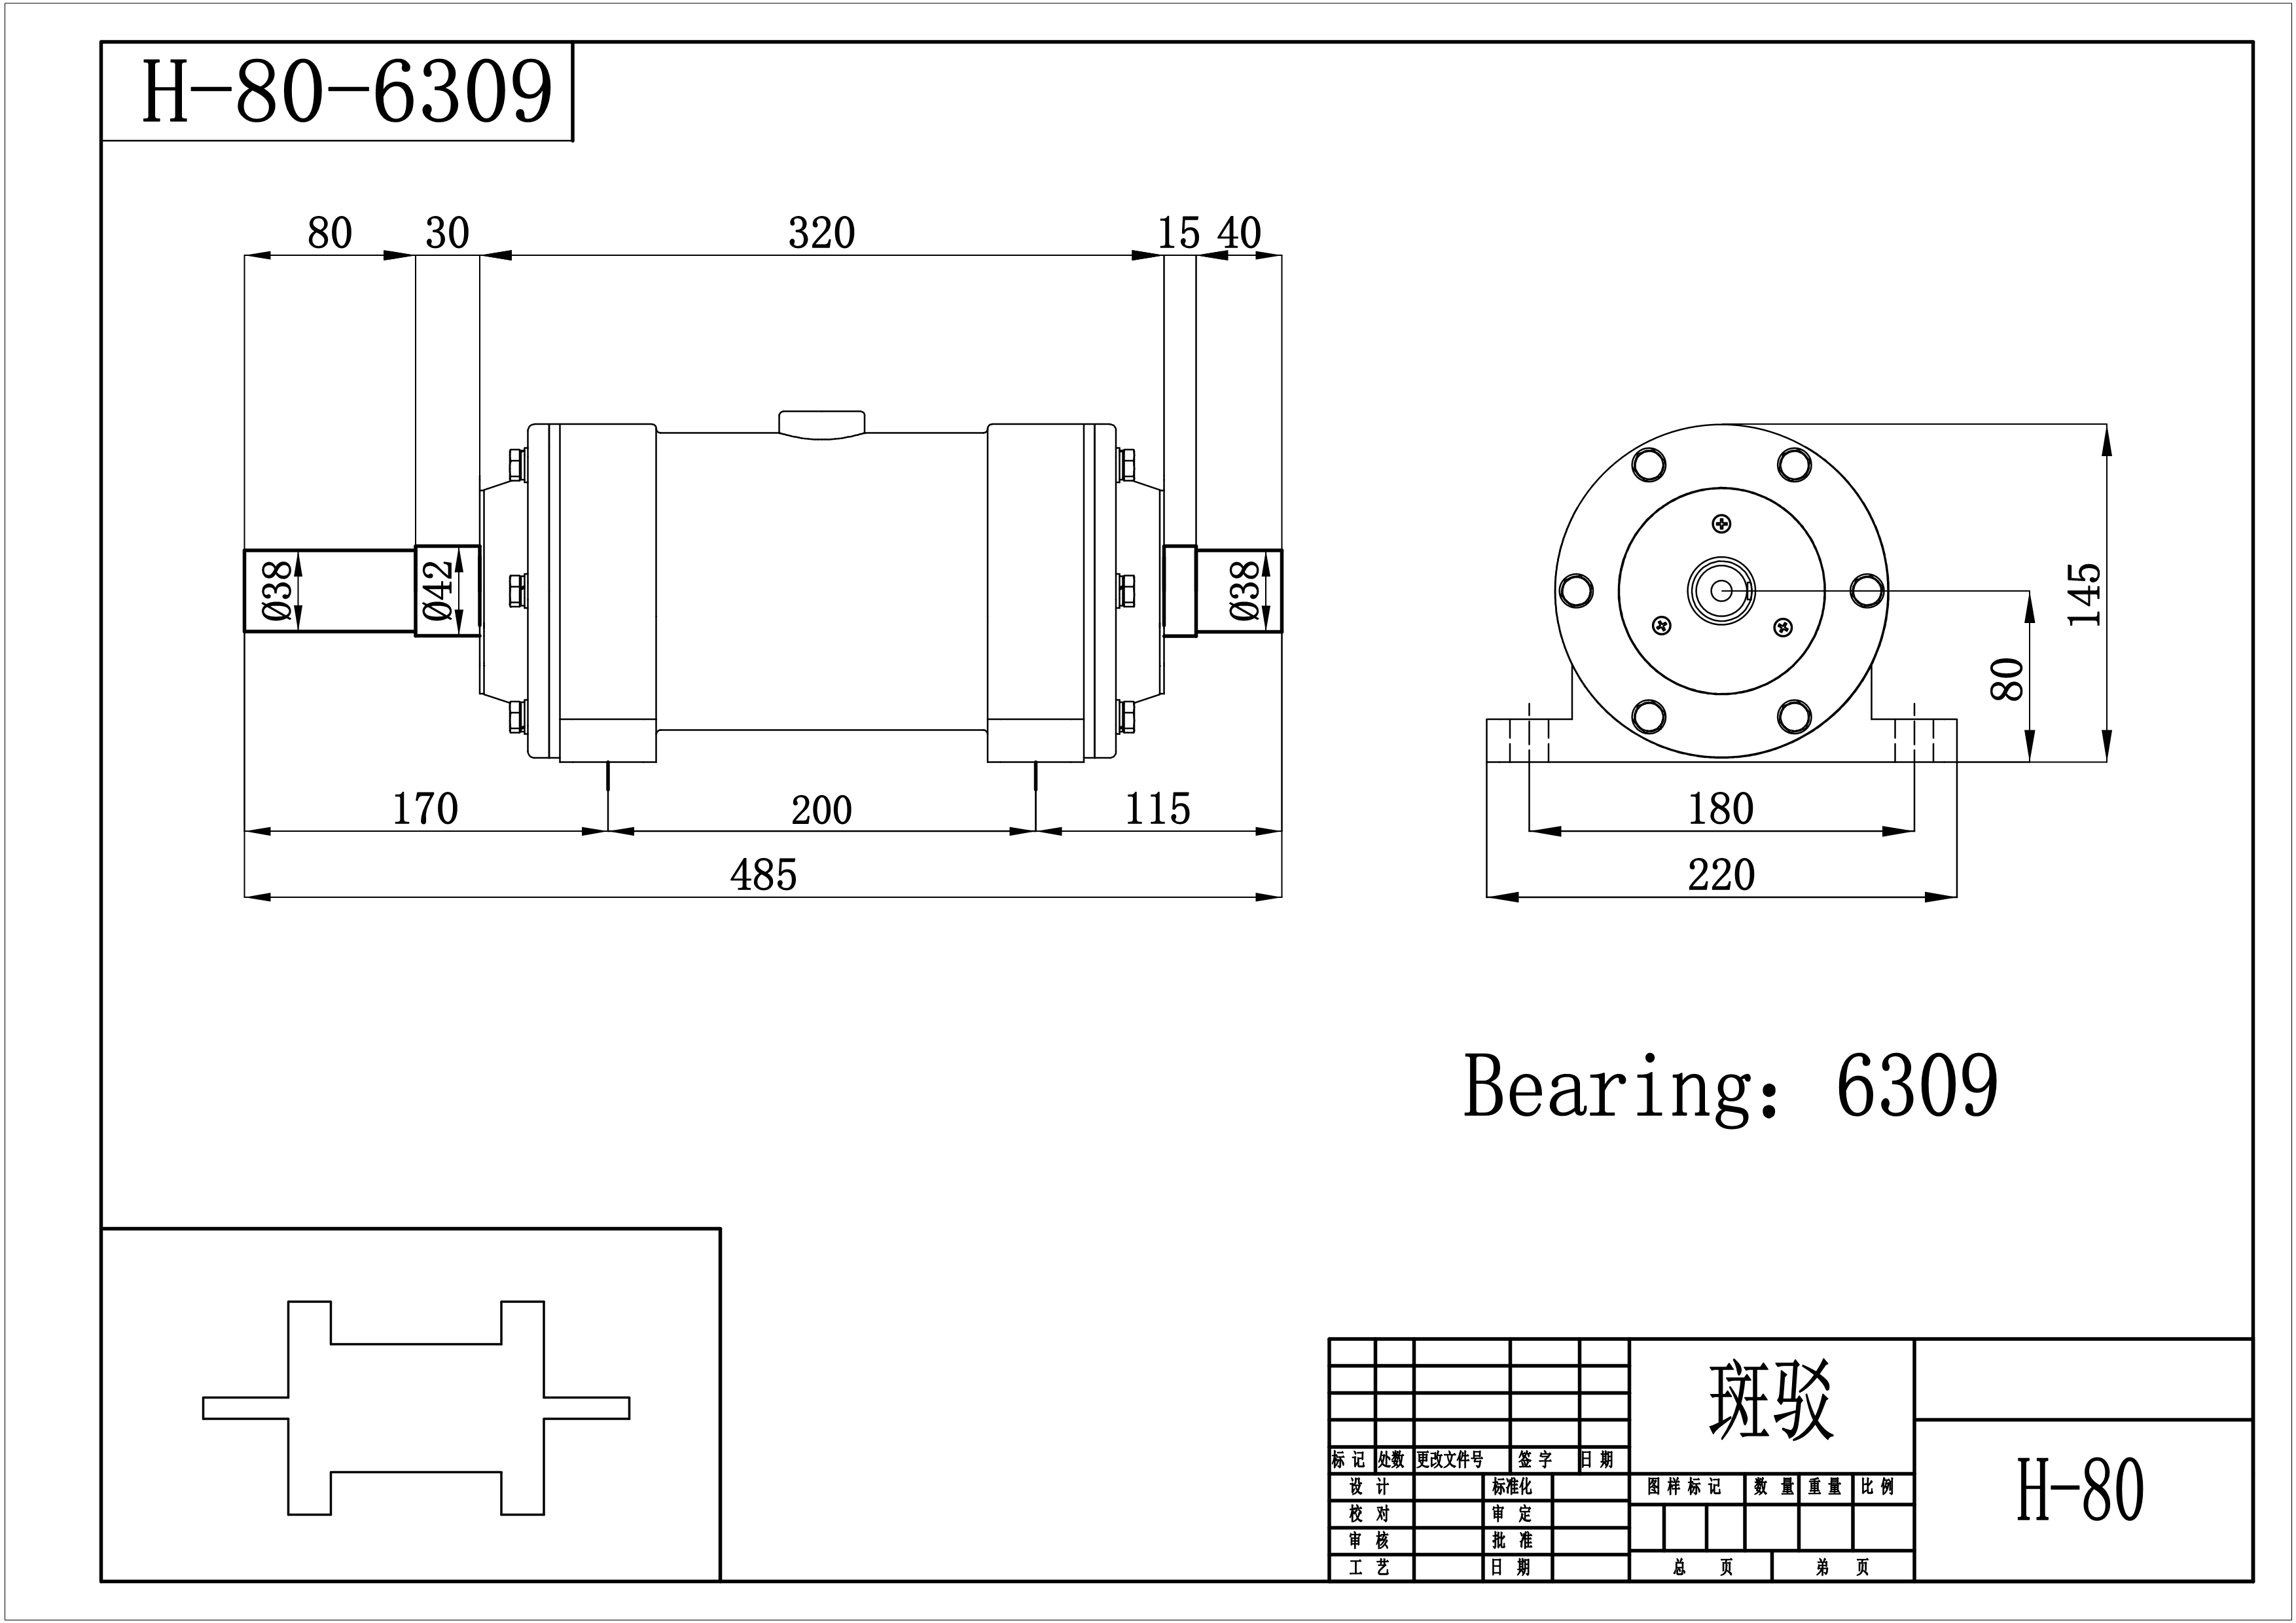 H-80-6309
80 30 320 15 40
Ø38 Ø42 Ø38
170 200 115
485
145
80
180
220
Bearing：6309
斑驳
标 记 处数 更改文件号 签 字 日 期
设 计 标准化 图 样 标 记 数 量 重 量 比 例
校 对 审 定
审 核 批 准
工 艺 日 期 总 页 第 页
H-80